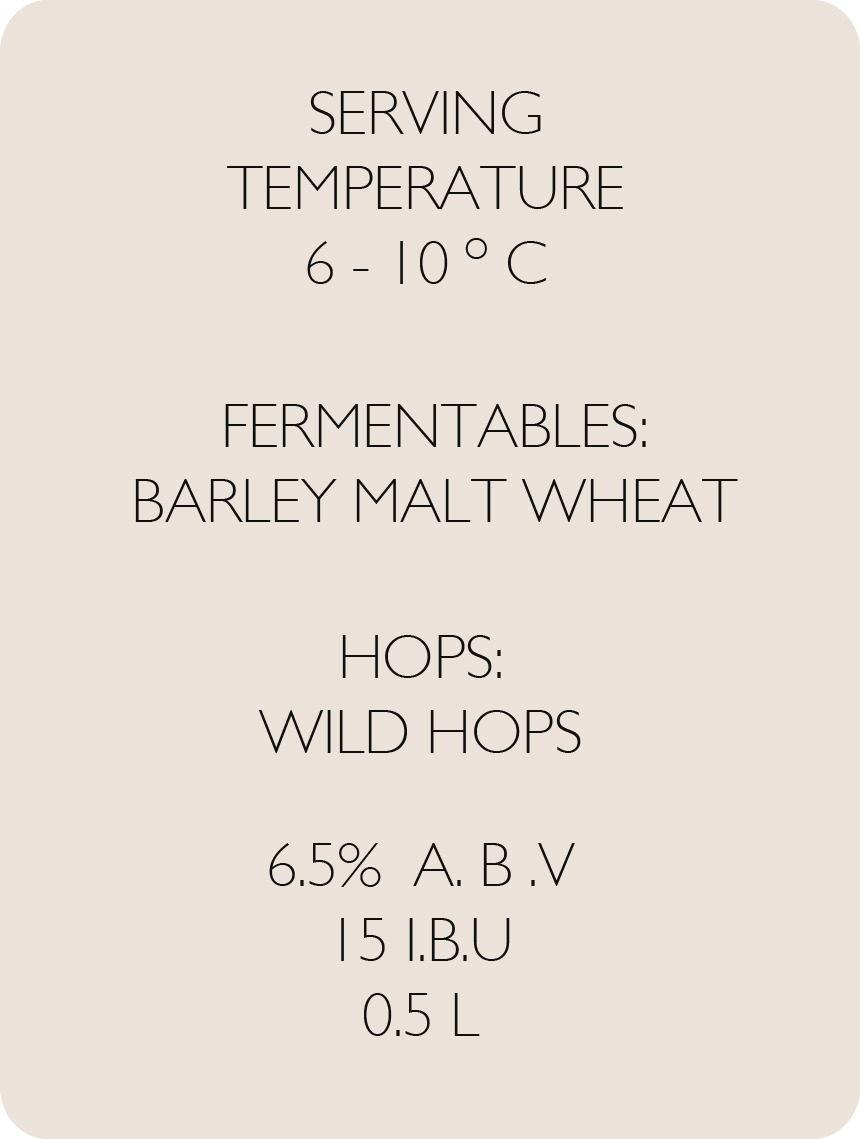 SERVING
TEMPERATURE
6 - 10 ° C
FERMENTABLES:
BARLEY MALT WHEAT
HOPS:
WILD HOPS
6.5%  A. B .V
15 I.B.U
0.5 L